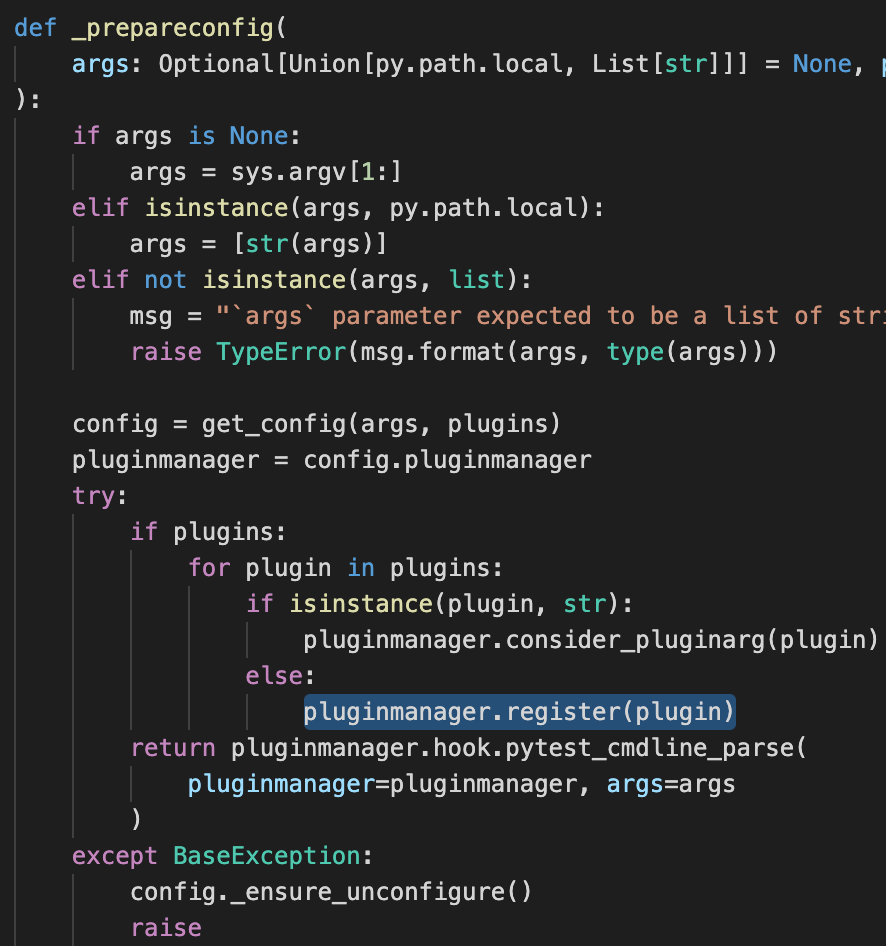 def _prepareconfig(
    args: Optional[Union[py.path.local, List[str]]] = None,
):
    if args is None:
        args = sys.argv[1:]
    elif isinstance(args, py.path.local):
        args = [str(args)]
    elif not isinstance(args, list):
        msg = "`args` parameter expected to be a list of
        raise TypeError(msg.format(args, type(args)))

    config = get_config(args, plugins)
    pluginmanager = config.pluginmanager
    try:
        if plugins:
            for plugin in plugins:
                if isinstance(plugin, str):
                    pluginmanager.consider_pluginarg(plugin)
                else:
                    pluginmanager.register(plugin)
        return pluginmanager.hook.pytest_cmdline_parse(
            pluginmanager=pluginmanager, args=args
        )
    except BaseException:
        config._ensure_unconfigure()
        raise